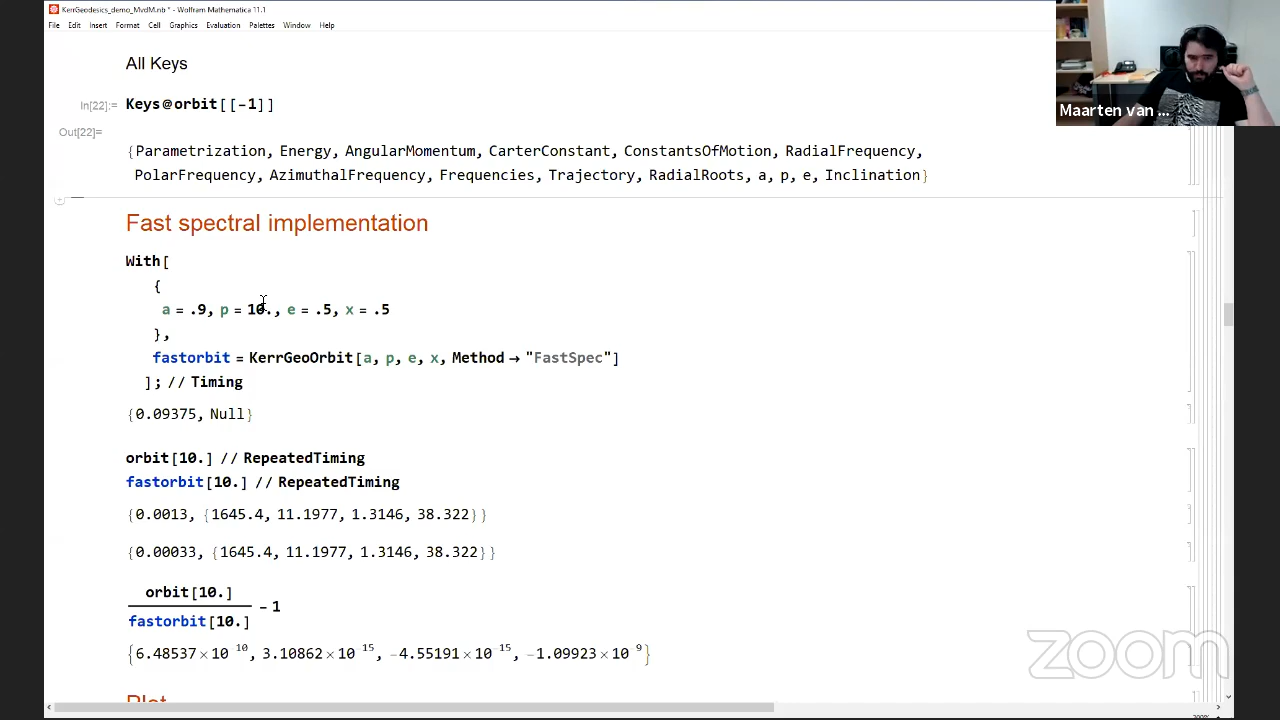 KerrGeodesics_demo_MvdM.nb * - Wolfram Mathematica 11.1
File Edit Insert Format Cell Graphics Evaluation Palettes Window Help
Maarten van ...
All Keys
In[22]:= Keys@orbit[[-1]]
Out[22]=
{Parametrization, Energy, AngularMomentum, CarterConstant, ConstantsOfMotion, RadialFrequency,
PolarFrequency, AzimuthalFrequency, Frequencies, Trajectory, RadialRoots, a, p, e, Inclination}
Fast spectral implementation
With[
{
a = .9, p = 10., e = .5, x = .5
},
fastorbit = KerrGeoOrbit[a, p, e, x, Method → "FastSpec"]
]; // Timing
{0.09375, Null}
orbit[10.] // RepeatedTiming
fastorbit[10.] // RepeatedTiming
{0.0013, {1645.4, 11.1977, 1.3146, 38.322}}
{0.00033, {1645.4, 11.1977, 1.3146, 38.322}}
orbit[10.]
- 1
fastorbit[10.]
{6.48537×10 10, 3.10862×10 15, -4.55191×10 15, -1.09923×10 9}
Plot
zoom